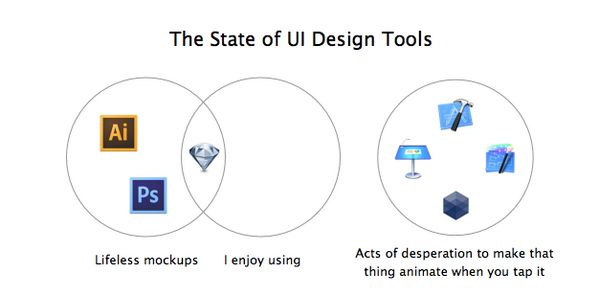 The State of UI Design Tools
Ai
Ps
Lifeless mockups
I enjoy using
Acts of desperation to make that
thing animate when you tap it